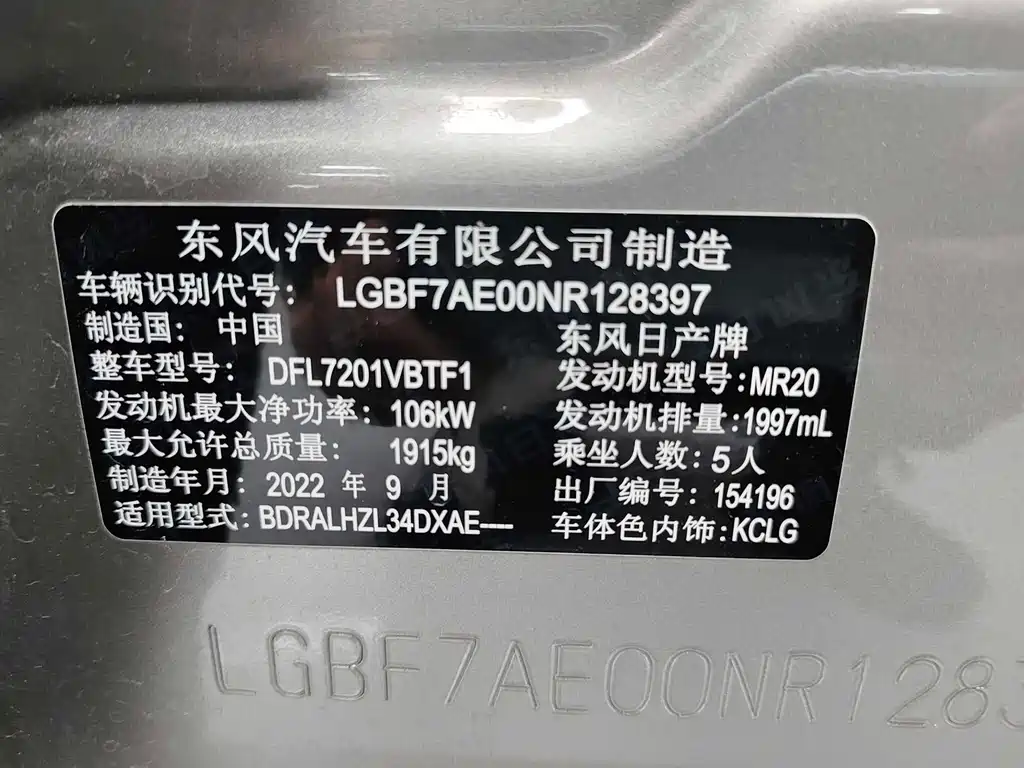 东风汽车有限公司制造
车辆识别代号: LGBF7AE00NR128397
制造国: 中国 东风日产牌
整车型号: DFL7201VBTF1 发动机型号:MR20
发动机最大净功率: 106kW 发动机排量:1997mL
最大允许总质量: 1915kg 乘坐人数:5人
制造年月: 2022 年 9 月 出厂编号: 154196
适用型式:BDRALHZL34DXAE---- 车体色内饰:KCLG
LGBF7AE00NR128